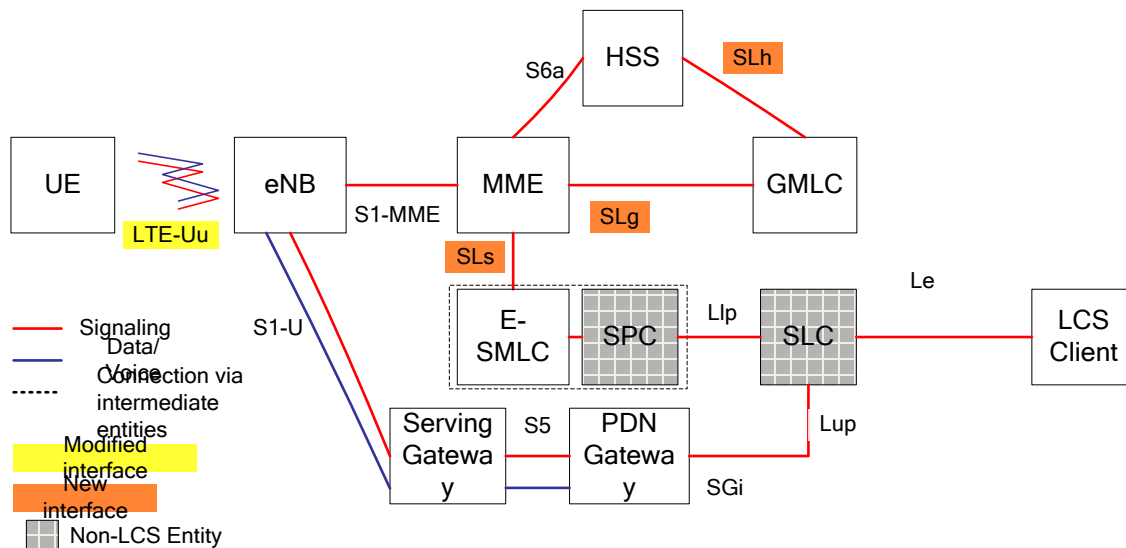 HSS
S6a
SLh
UE
eNB
MME
GMLC
S1-MME
SLg
LTE-Uu
SLs
Le
E-
SMLC
SPC
Llp
SLC
LCS
Client
S1-U
Signaling
Data/
Voice
Connection via
intermediate
entities
Serving
Gatewa
y
S5
PDN
Gatewa
y
Lup
SGi
Modified
interface
New
interface
Non-LCS Entity